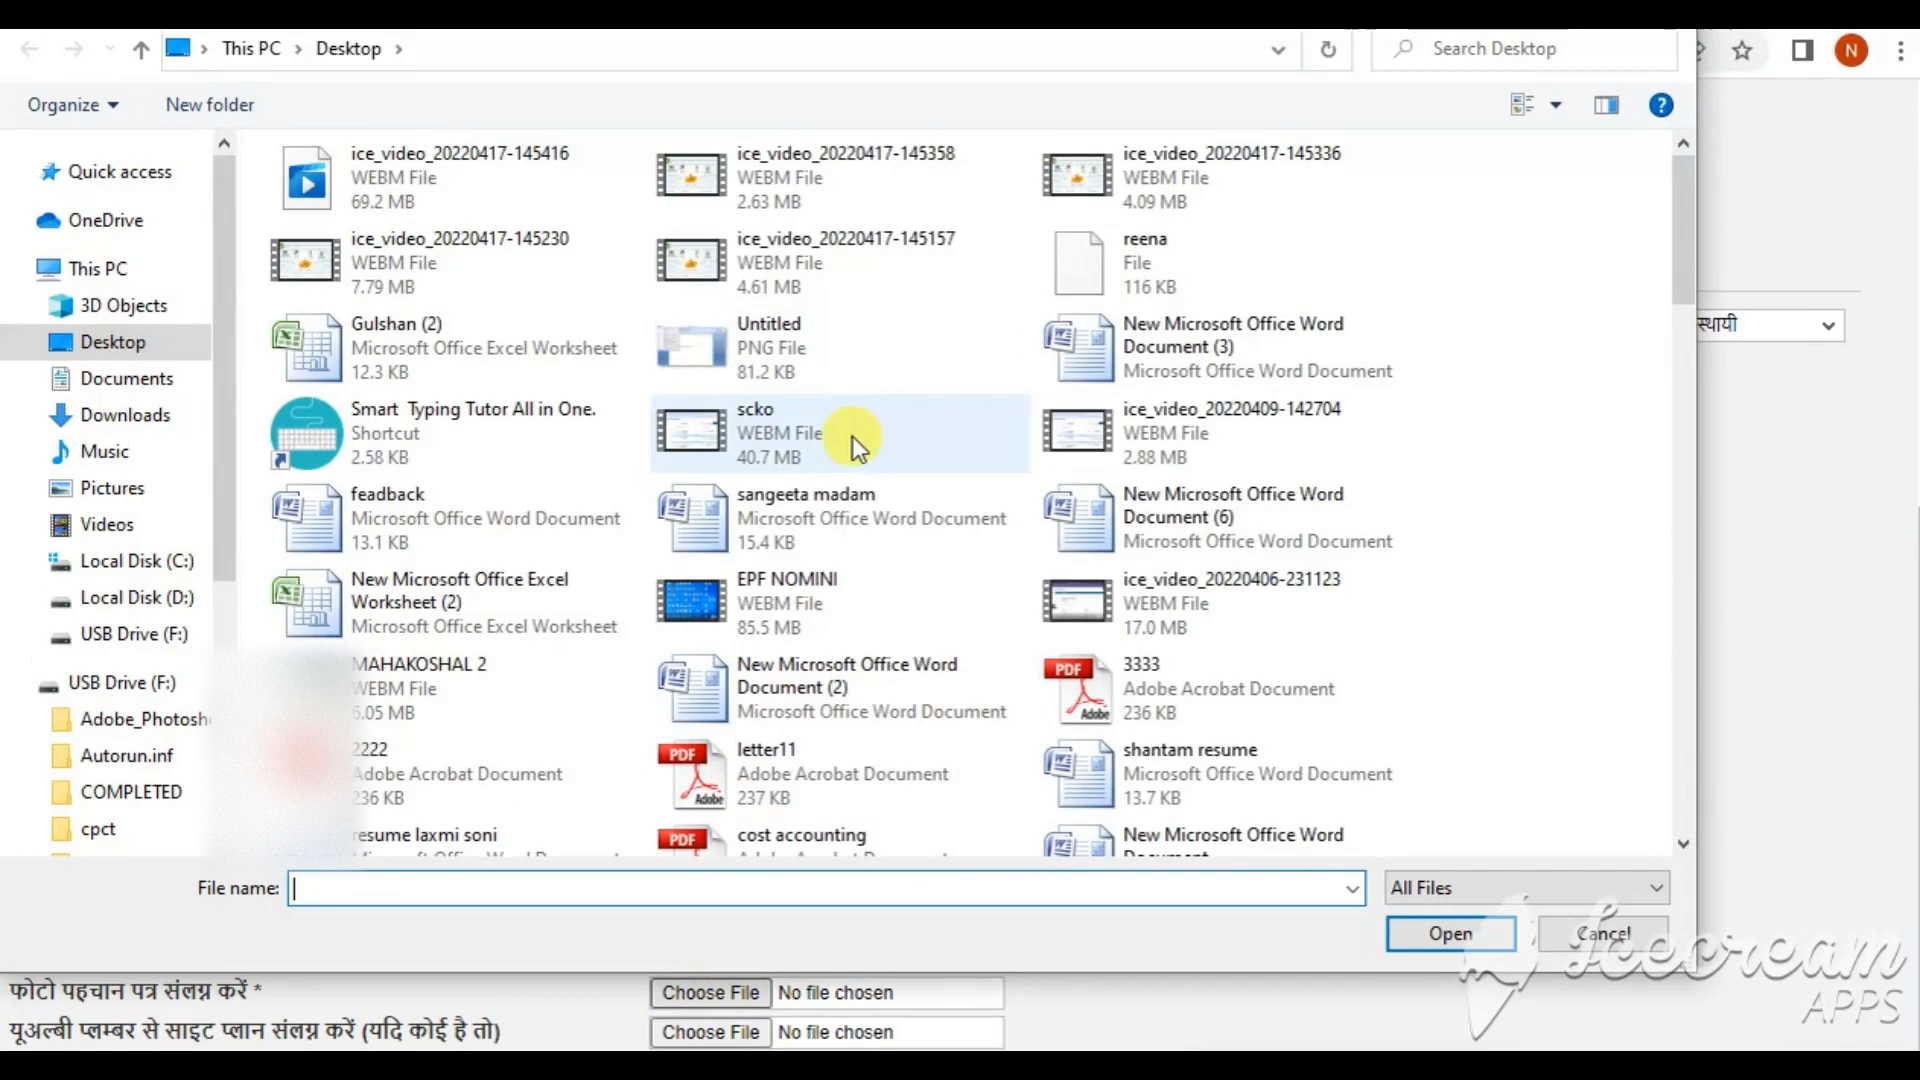 This PC
Desktop
Search Desktop
N
Organize
New folder
Quick access
OneDrive
This PC
3D Objects
Desktop
Documents
Downloads
Music
Pictures
Videos
Local Disk (C:)
Local Disk (D:)
USB Drive (F:)
USB Drive (F:)
Adobe_Photosh
Autorun.inf
COMPLETED
cpct
ice_video_20220417-145416
WEBM File
69.2 MB
ice_video_20220417-145358
WEBM File
2.63 MB
ice_video_20220417-145336
WEBM File
4.09 MB
ice_video_20220417-145230
WEBM File
7.79 MB
ice_video_20220417-145157
WEBM File
4.61 MB
reena
File
116 KB
Gulshan (2)
Microsoft Office Excel Worksheet
12.3 KB
Untitled
PNG File
81.2 KB
New Microsoft Office Word
Document (3)
Microsoft Office Word Document
Smart  Typing Tutor All in One.
Shortcut
2.58 KB
scko
WEBM File
40.7 MB
ice_video_20220409-142704
WEBM File
2.88 MB
feadback
Microsoft Office Word Document
13.1 KB
sangeeta madam
Microsoft Office Word Document
15.4 KB
New Microsoft Office Word
Document (6)
Microsoft Office Word Document
New Microsoft Office Excel
Worksheet (2)
Microsoft Office Excel Worksheet
EPF NOMINI
WEBM File
85.5 MB
ice_video_20220406-231123
WEBM File
17.0 MB
MAHAKOSHAL 2
WEBM File
6.05 MB
New Microsoft Office Word
Document (2)
Microsoft Office Word Document
PDF
Adobe
3333
Adobe Acrobat Document
236 KB
2222
Adobe Acrobat Document
236 KB
PDF
Adobe
letter11
Adobe Acrobat Document
237 KB
shantam resume
Microsoft Office Word Document
13.7 KB
resume laxmi soni
PDF
cost accounting
New Microsoft Office Word
स्थायी
File name:
All Files
Open
Cancel
फोटो पहचान पत्र संलग्न करें *
Choose File No file chosen
यूअल्बी प्लम्बर से साइट प्लान संलग्न करें (यदि कोई है तो)
Choose File No file chosen
Icecream
APPS